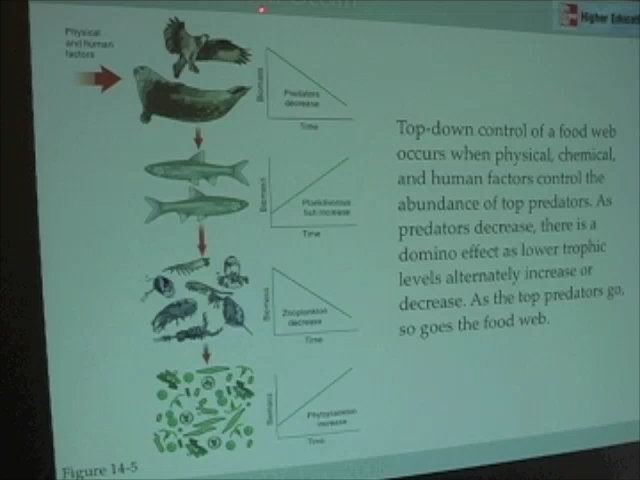 Higher Educati
Physical
and human
factors
Biomass
Predators
decrease
Time
Biomass
Planktivorous
fish increase
Time
Biomass
Zooplankton
decrease
Time
Biomass
Phytoplankton
increase
Time
Figure 14-5
Top-down control of a food web
occurs when physical, chemical,
and human factors control the
abundance of top predators. As
predators decrease, there is a
domino effect as lower trophic
levels alternately increase or
decrease. As the top predators go,
so goes the food web.